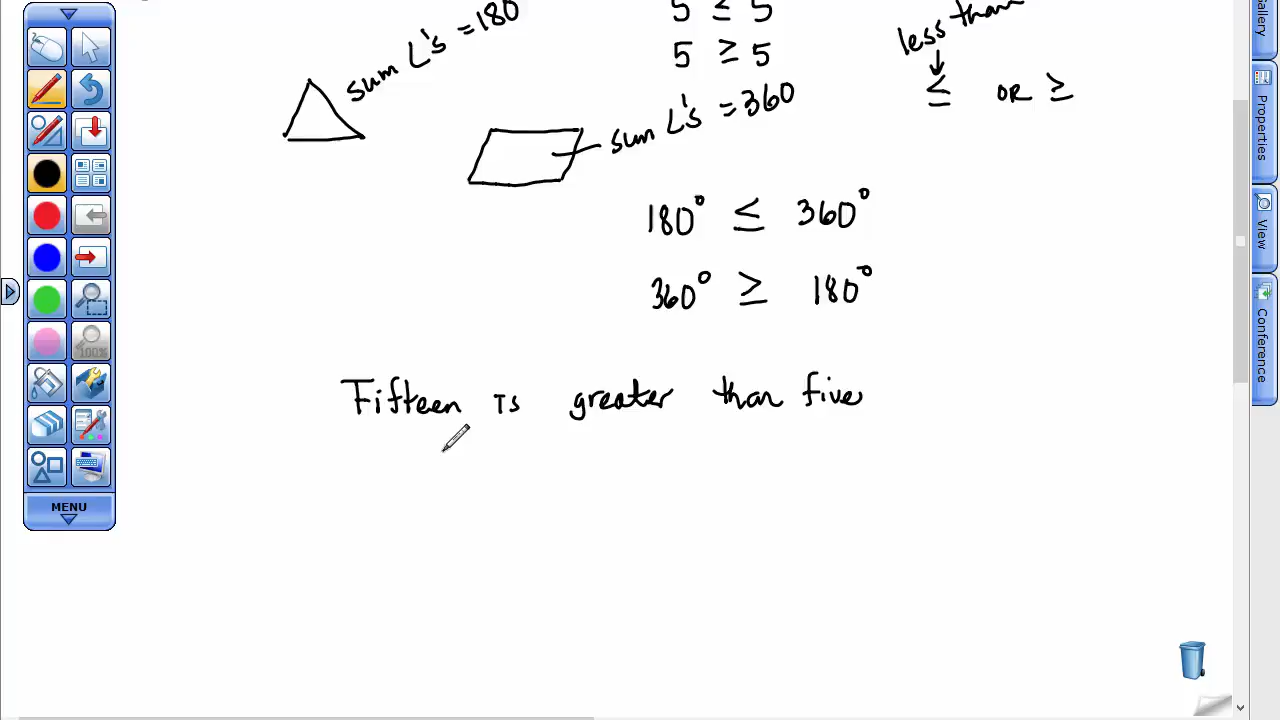 5 ≤ 5
less than
sum L's = 180
5 ≥ 5
≤ OR ≥
sum L's = 360
180° ≤ 360°
360° ≥ 180°
Fifteen is greater than five
100%
MENU
Gallery
Properties
View
Conference